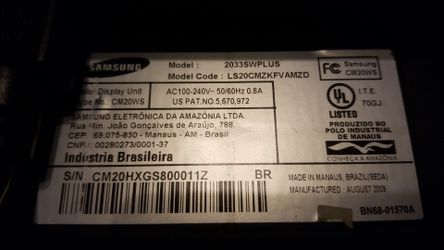 SAMSUNG
Model : 2033SWPLUS
Model Code : LS20CMZKFVAMZD
FC Samsung
CM20WS
Color Display Unit
Type No.: CM20WS
AC100-240V~ 50/60Hz 0.8A
US PAT.NO.5,670,972
UL
LISTED
I.T.E.
70GJ
SAMSUNG ELETRÔNICA DA AMAZÔNIA LTDA.
Rua Min. João Gonçalves de Araújo, 788.
CEP 69.075-830 - Manaus - AM - Brasil
CNPJ: 00280273/0001-37
Indústria Brasileira
PRODUZIDO NO
PÓLO INDUSTRIAL
DE MANAUS
CONHEÇA A AMAZÔNIA
S/N CM20HXGS800011Z BR
MADE IN MANAUS, BRAZIL(SEDA)
MANUFACTURED : AUGUST 2009
BN68-01570A